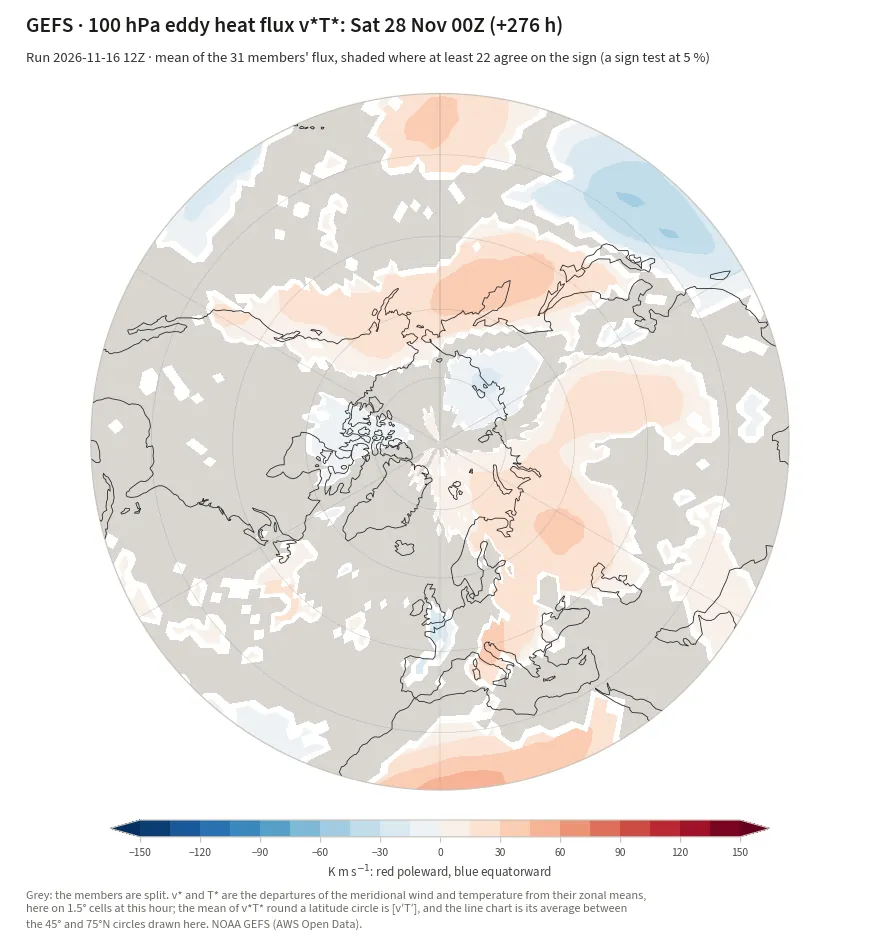 GEFS · 100 hPa eddy heat flux v*T*: Sat 28 Nov 00Z (+276 h)
Run 2026-11-16 12Z · mean of the 31 members' flux, shaded where at least 22 agree on the sign (a sign test at 5 %)
−150 −120 −90 −60 −30 0 30 60 90 120 150
K m s⁻¹: red poleward, blue equatorward
Grey: the members are split. v* and T* are the departures of the meridional wind and temperature from their zonal means,
here on 1.5° cells at this hour; the mean of v*T* round a latitude circle is [v'T'], and the line chart is its average between
the 45° and 75°N circles drawn here. NOAA GEFS (AWS Open Data).